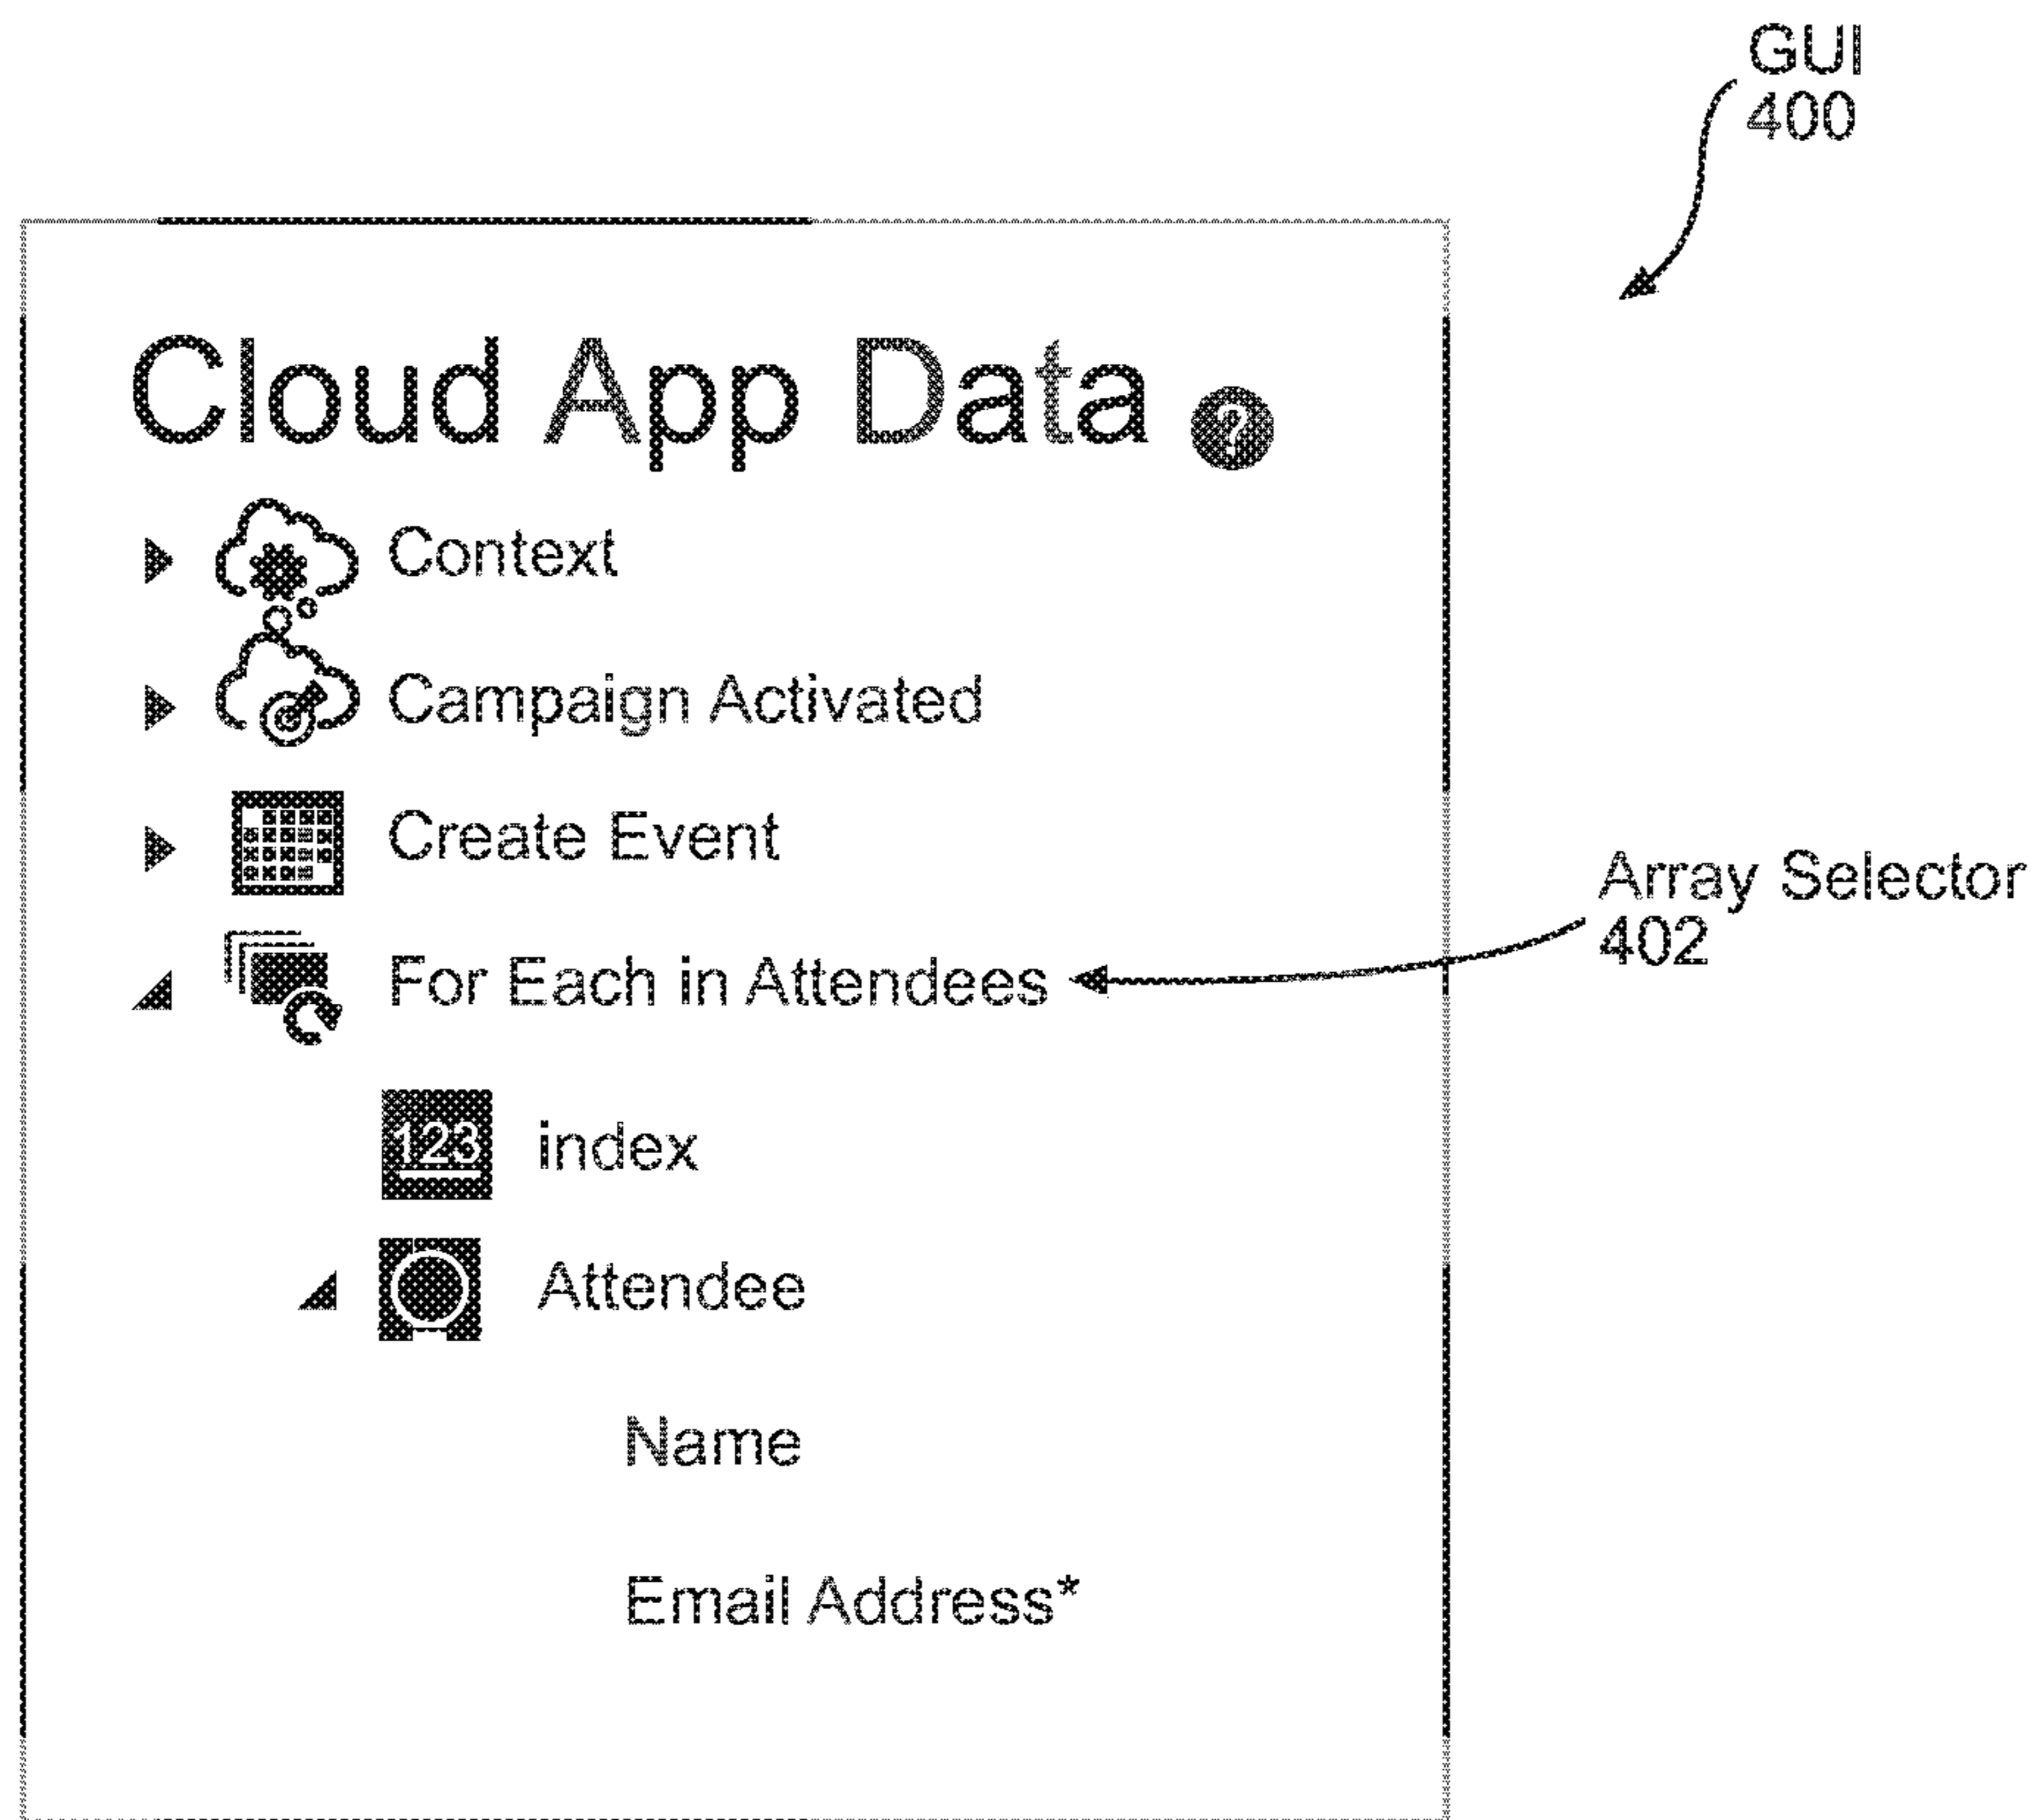 GUI
400
Cloud App Data ?
Context
Campaign Activated
Create Event
Array Selector
402
For Each in Attendees
123 index
Attendee
Name
Email Address*